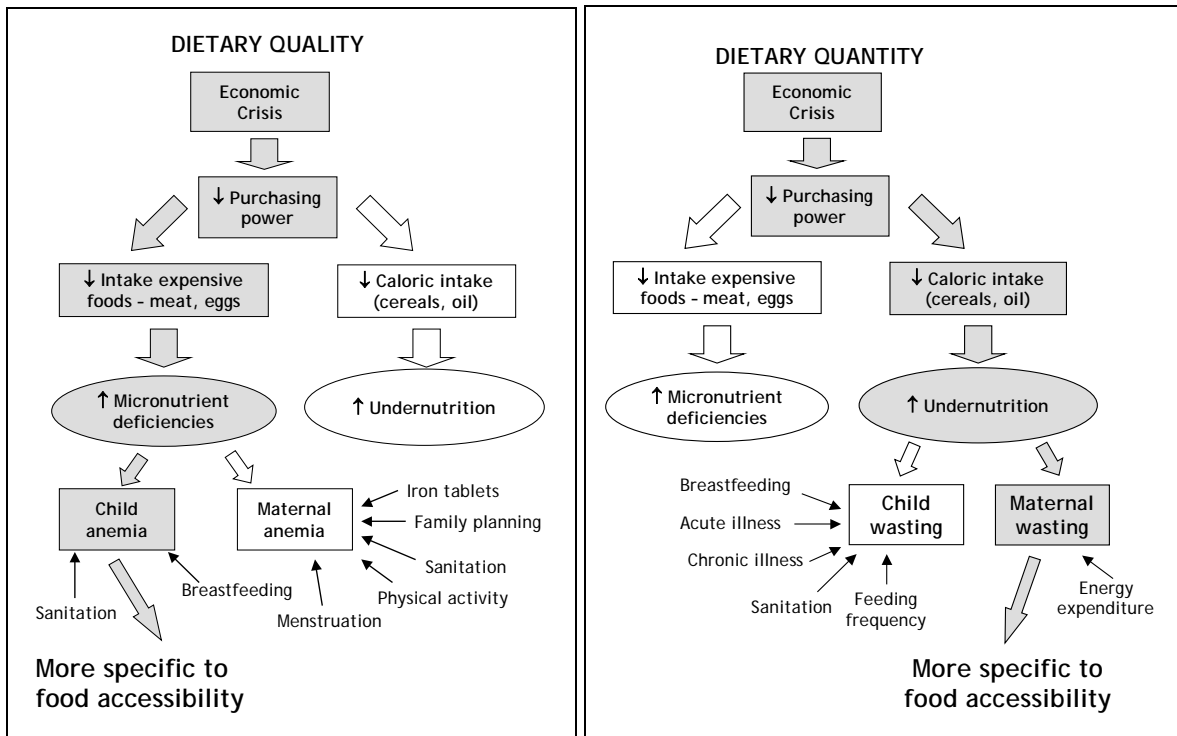 DIETARY QUALITY
Economic
Crisis
↓ Purchasing
power
↓ Intake expensive
foods - meat, eggs
↓ Caloric intake
(cereals, oil)
↑ Micronutrient
deficiencies
↑ Undernutrition
Child
anemia
Maternal
anemia
Iron tablets
Family planning
Sanitation
Physical activity
Menstruation
Breastfeeding
Sanitation
More specific to
food accessibility
DIETARY QUANTITY
Economic
Crisis
↓ Purchasing
power
↓ Intake expensive
foods - meat, eggs
↓ Caloric intake
(cereals, oil)
↑ Micronutrient
deficiencies
↑ Undernutrition
Breastfeeding
Acute illness
Chronic illness
Sanitation
Feeding
frequency
Child
wasting
Maternal
wasting
Energy
expenditure
More specific to
food accessibility